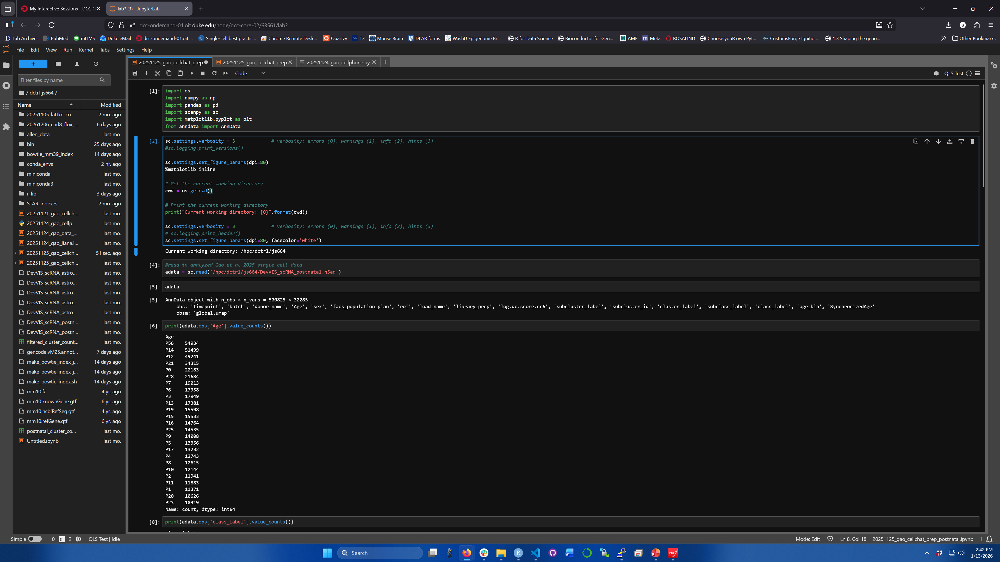 My Interactive Sessions - DCC O
lab? (3) - JupyterLab
dcc-ondemand-01.oit.duke.edu/node/dcc-core-02/63561/lab?
Lab Archives PubMed mLIMS Duke eMail dcc-ondemand-01.oit.... Single-cell best practic... Chrome Remote Desk... Quartzy T3 Mouse Brain DLAR forms WashU Epigenome Br... R for Data Science Bioconductor for Gen... AME Meta ROSALIND Choose youR own Pyt... CustomsForge Ignitio... 1.3 Shaping the geno... Other Bookmarks
File Edit View Run Kernel Tabs Settings Help
Filter files by name
/ dctrl_js664 /
Name Modified
20251105_lattke_co... 2 mo. ago
20261206_chd8_flox_... 6 days ago
allen_data last mo.
bin 25 days ago
bowtie_mm39_index 14 days ago
conda_envs 2 hr. ago
miniconda last mo.
miniconda3 last mo.
r_lib 3 days ago
STAR_indexes 2 mo. ago
20251121_gao_cellch... last mo.
20251124_gao_cellp... last mo.
20251124_gao_data_... last mo.
20251124_gao_liana.i... last mo.
20251125_gao_cellch... 51 sec. ago
20251125_gao_cellch... last mo.
DevVIS_scRNA_astro... last mo.
DevVIS_scRNA_astro... last mo.
DevVIS_scRNA_astro... last mo.
DevVIS_scRNA_astro... last mo.
DevVIS_scRNA_astro... last mo.
DevVIS_scRNA_postn... last mo.
DevVIS_scRNA_postn... last mo.
filtered_cluster_count... last mo.
gencode.vM25.annot... 7 days ago
make_bowtie_index_j... 14 days ago
make_bowtie_index_j... 14 days ago
make_bowtie_index.sh 14 days ago
mm10.fa 4 yr. ago
mm10.knownGene.gtf 6 yr. ago
mm10.ncbiRefSeq.gtf 4 yr. ago
mm10.refGene.gtf 6 yr. ago
postnatal_cluster_co... last mo.
Untitled.ipynb last mo.
20251125_gao_cellchat_prep 20251125_gao_cellchat_prep 20251124_gao_cellphone.py
Code QLS Test
[1]: import os
import numpy as np
import pandas as pd
import scanpy as sc
import matplotlib.pyplot as plt
from anndata import AnnData
[2]: sc.settings.verbosity = 3 # verbosity: errors (0), warnings (1), info (2), hints (3)
#sc.logging.print_versions()
sc.settings.set_figure_params(dpi=80)
%matplotlib inline
# Get the current working directory
cwd = os.getcwd()
# Print the current working directory
print("Current working directory: {0}".format(cwd))
sc.settings.verbosity = 3 # verbosity: errors (0), warnings (1), info (2), hints (3)
# sc.logging.print_header()
sc.settings.set_figure_params(dpi=80, facecolor='white')
Current working directory: /hpc/dctrl/js664
[4]: #read in analyzed Gao et al 2025 single cell data
adata = sc.read('/hpc/dctrl/js664/DevVIS_scRNA_postnatal.h5ad')
[5]: adata
[5]: AnnData object with n_obs × n_vars = 500825 × 32285
obs: 'timepoint', 'batch', 'donor_name', 'Age', 'sex', 'facs_population_plan', 'roi', 'load_name', 'library_prep', 'log.qc.score.cr6', 'subcluster_label', 'subcluster_id', 'cluster_label', 'subclass_label', 'class_label', 'age_bin', 'SynchronizedAge'
obsm: 'global.umap'
[6]: print(adata.obs['Age'].value_counts())
Age
P56 54934
P14 51499
P12 49241
P21 34315
P0 22183
P28 21684
P7 19013
P6 17958
P3 17949
P13 17381
P19 15598
P15 15533
P16 14764
P25 14535
P9 14008
P5 13356
P17 13232
P4 12743
P8 12615
P10 12144
P2 11941
P11 11883
P1 11371
P20 10626
P23 10319
Name: count, dtype: int64
[8]: print(adata.obs['class_label'].value_counts())
Simple 0 2 QLS Test | Idle Mode: Edit Ln 8, Col 18 20251125_gao_cellchat_prep_postnatal.ipynb 1
Search
2:42 PM
1/13/2026